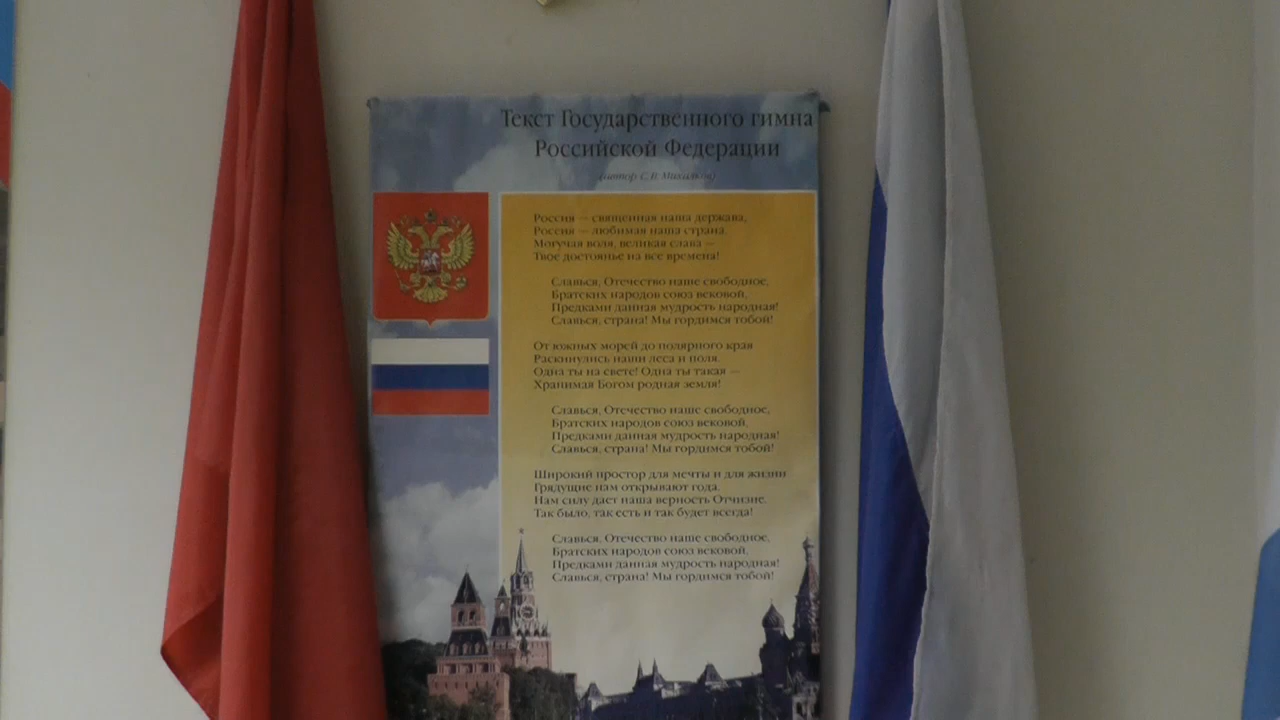 Текст Государственного гимна
Российской Федерации
(автор С. В. Михалков)
Россия — священная наша держава,
Россия — любимая наша страна.
Могучая воля, великая слава —
Твое достоянье на все времена!
Славься, Отечество наше свободное,
Братских народов союз вековой,
Предками данная мудрость народная!
Славься, страна! Мы гордимся тобой!
От южных морей до полярного края
Раскинулись наши леса и поля.
Одна ты на свете! Одна ты такая —
Хранимая Богом родная земля!
Славься, Отечество наше свободное,
Братских народов союз вековой,
Предками данная мудрость народная!
Славься, страна! Мы гордимся тобой!
Широкий простор для мечты и для жизни
Грядущие нам открывают года.
Нам силу дает наша верность Отчизне.
Так было, так есть и так будет всегда!
Славься, Отечество наше свободное,
Братских народов союз вековой,
Предками данная мудрость народная!
Славься, страна! Мы гордимся тобой!